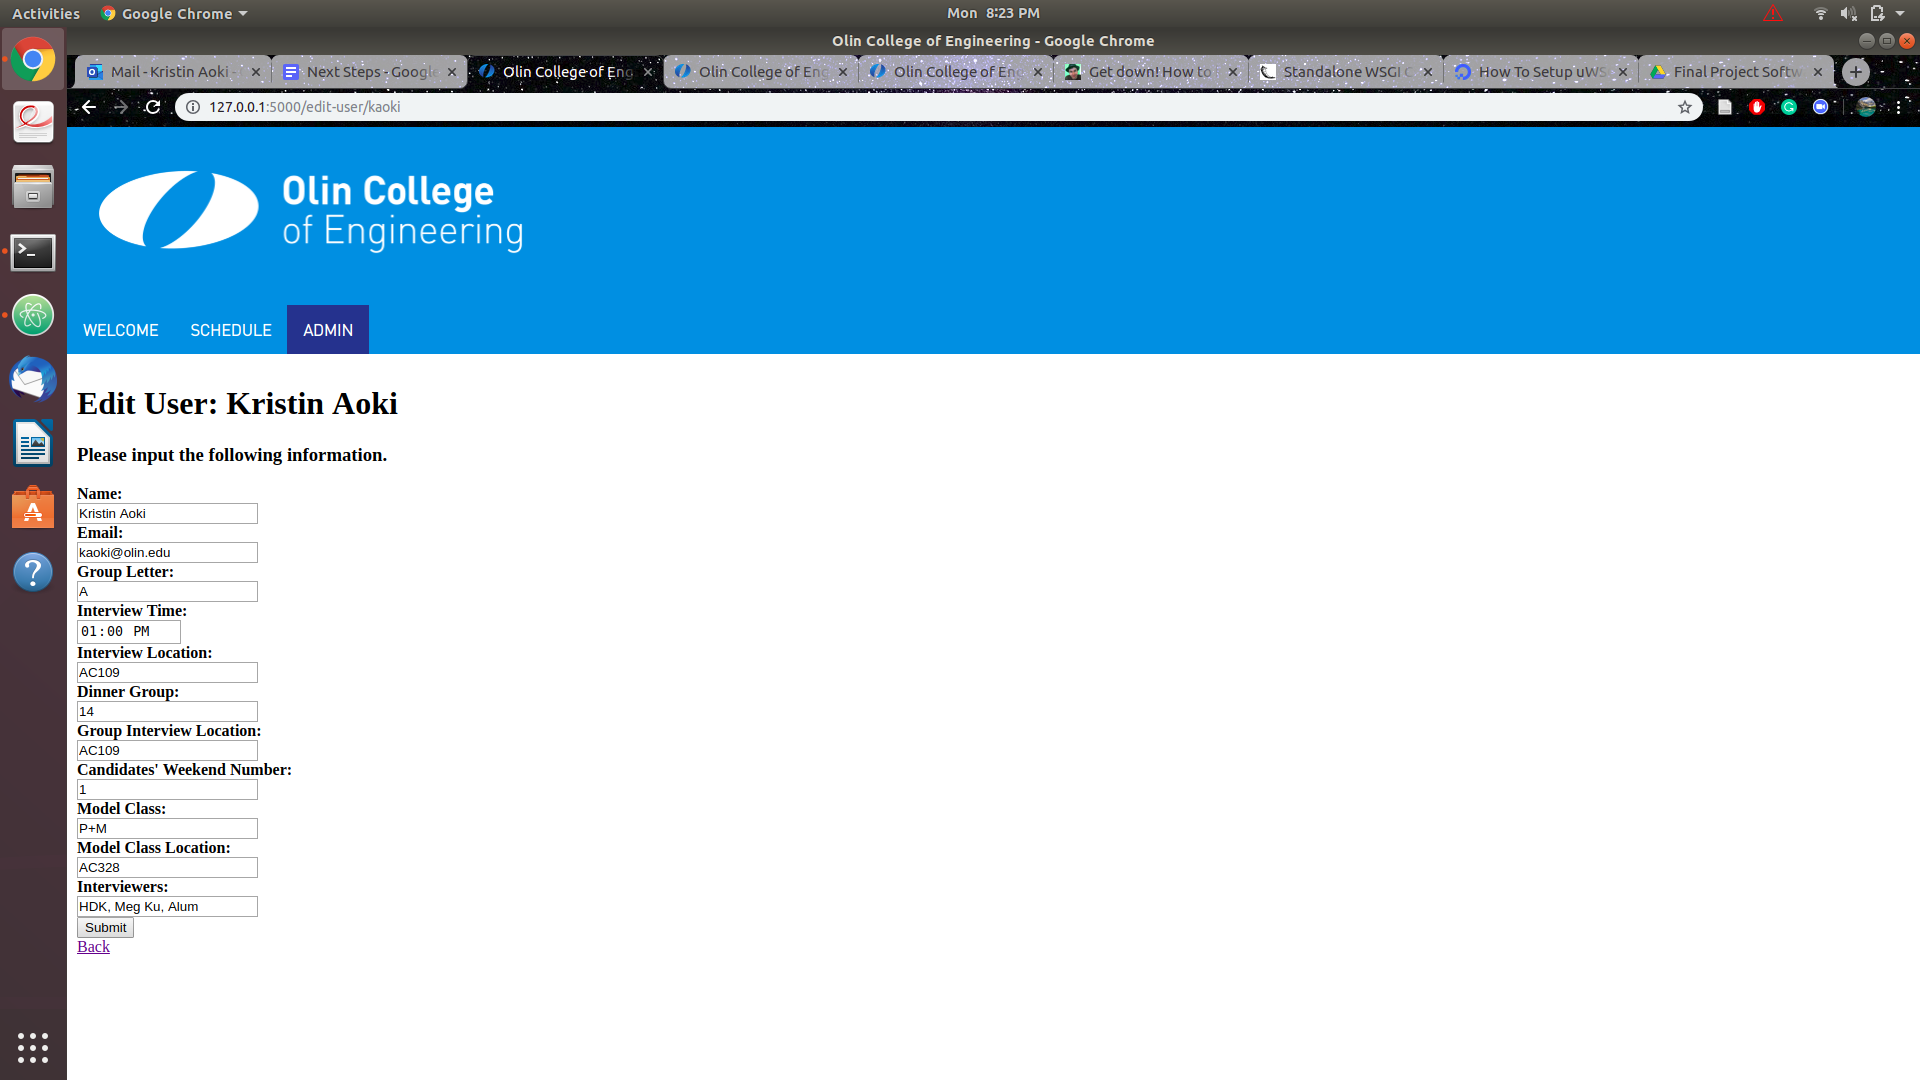 Activities Google Chrome Mon 8:23 PM
Olin College of Engineering - Google Chrome
Mail - Kristin Aoki - Next Steps - Google Olin College of Eng Olin College of Eng Olin College of Eng Get down! How to Standalone WSGI C How To Setup uWS Final Project Softw
127.0.0.1:5000/edit-user/kaoki
Olin College
of Engineering
WELCOME SCHEDULE ADMIN
Edit User: Kristin Aoki
Please input the following information.
Name:
Kristin Aoki
Email:
kaoki@olin.edu
Group Letter:
A
Interview Time:
01:00 PM
Interview Location:
AC109
Dinner Group:
14
Group Interview Location:
AC109
Candidates' Weekend Number:
1
Model Class:
P+M
Model Class Location:
AC328
Interviewers:
HDK, Meg Ku, Alum
Submit
Back